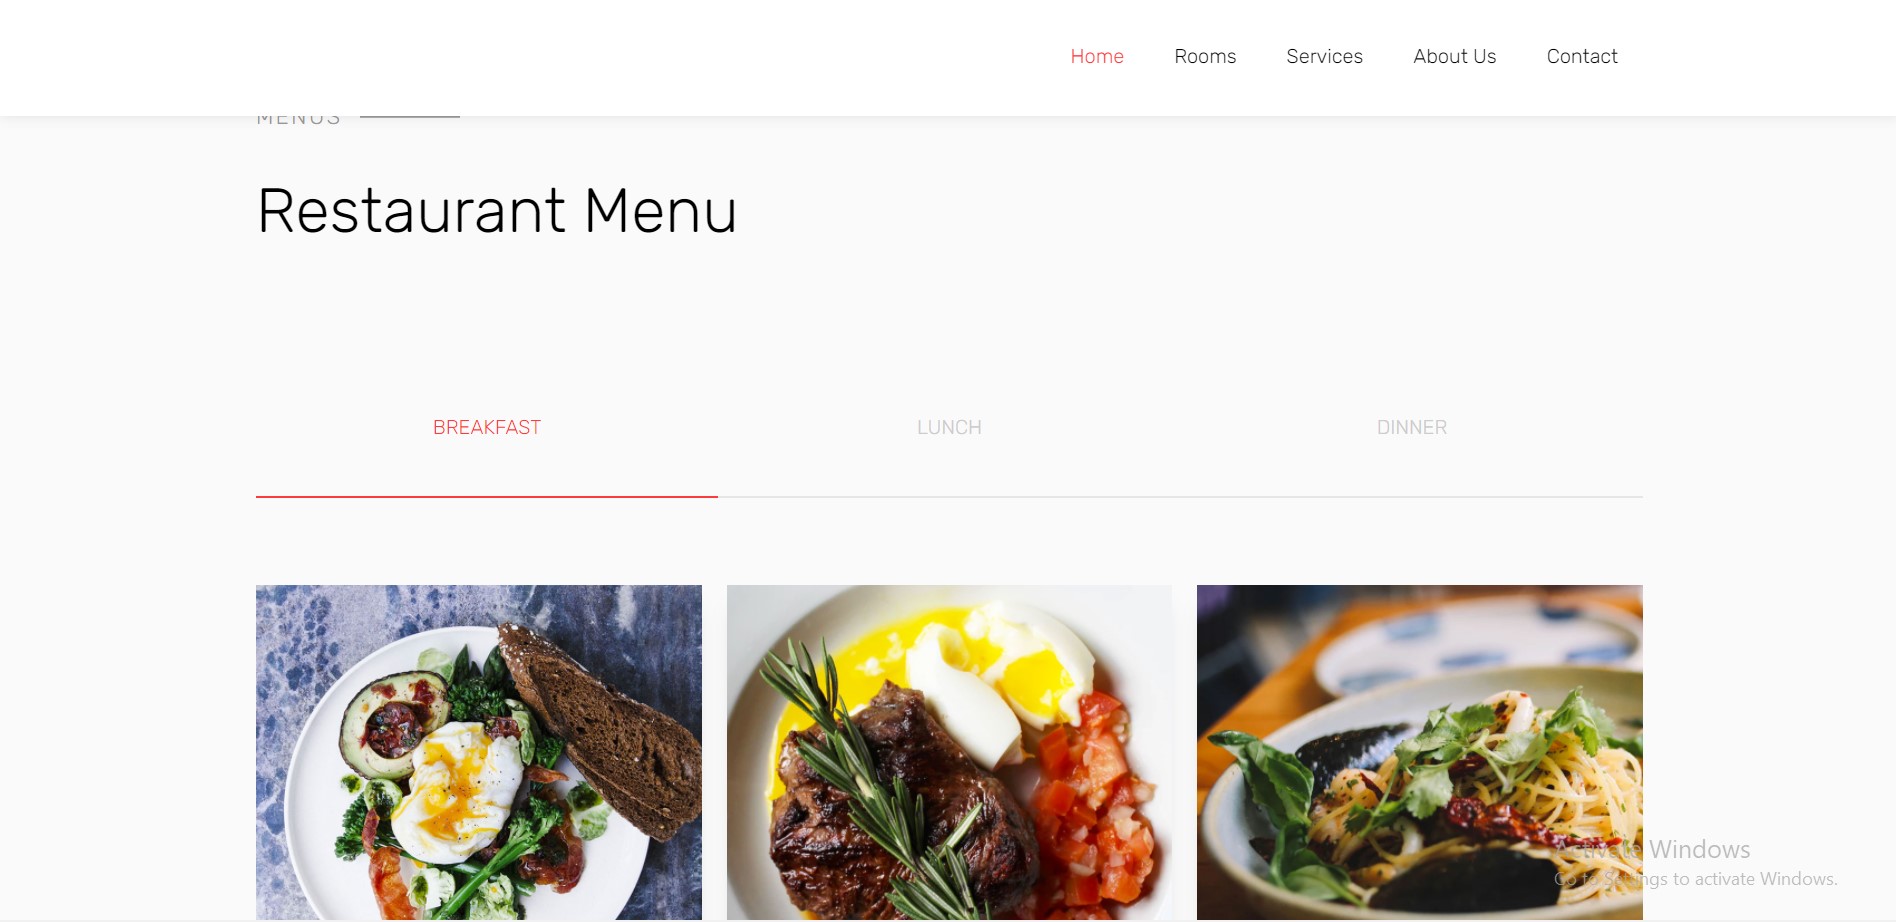 Home Rooms Services About Us Contact
MENUS
Restaurant Menu
BREAKFAST LUNCH DINNER
Activate Windows
Go to Settings to activate Windows.